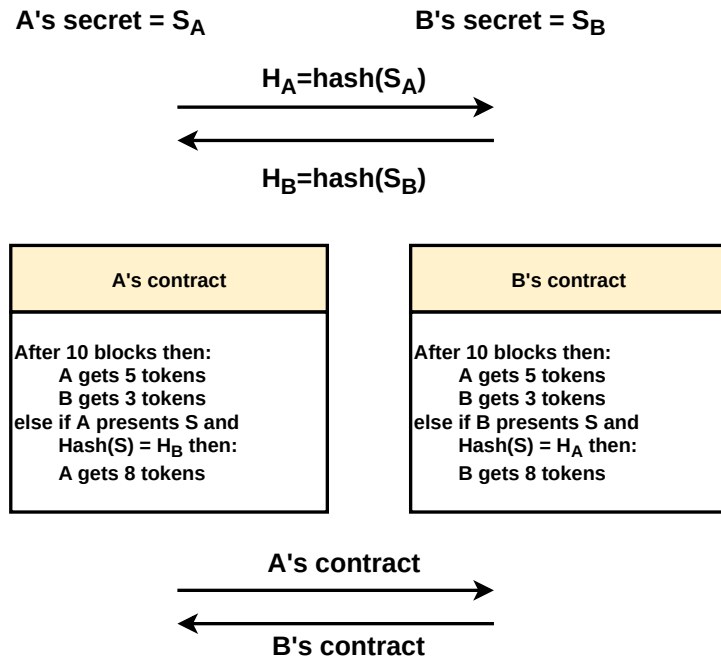 A's secret = S_A
B's secret = S_B
H_A=hash(S_A)
H_B=hash(S_B)
A's contract
After 10 blocks then:
A gets 5 tokens
B gets 3 tokens
else if A presents S and
Hash(S) = H_B then:
A gets 8 tokens
B's contract
After 10 blocks then:
A gets 5 tokens
B gets 3 tokens
else if B presents S and
Hash(S) = H_A then:
B gets 8 tokens
A's contract
B's contract